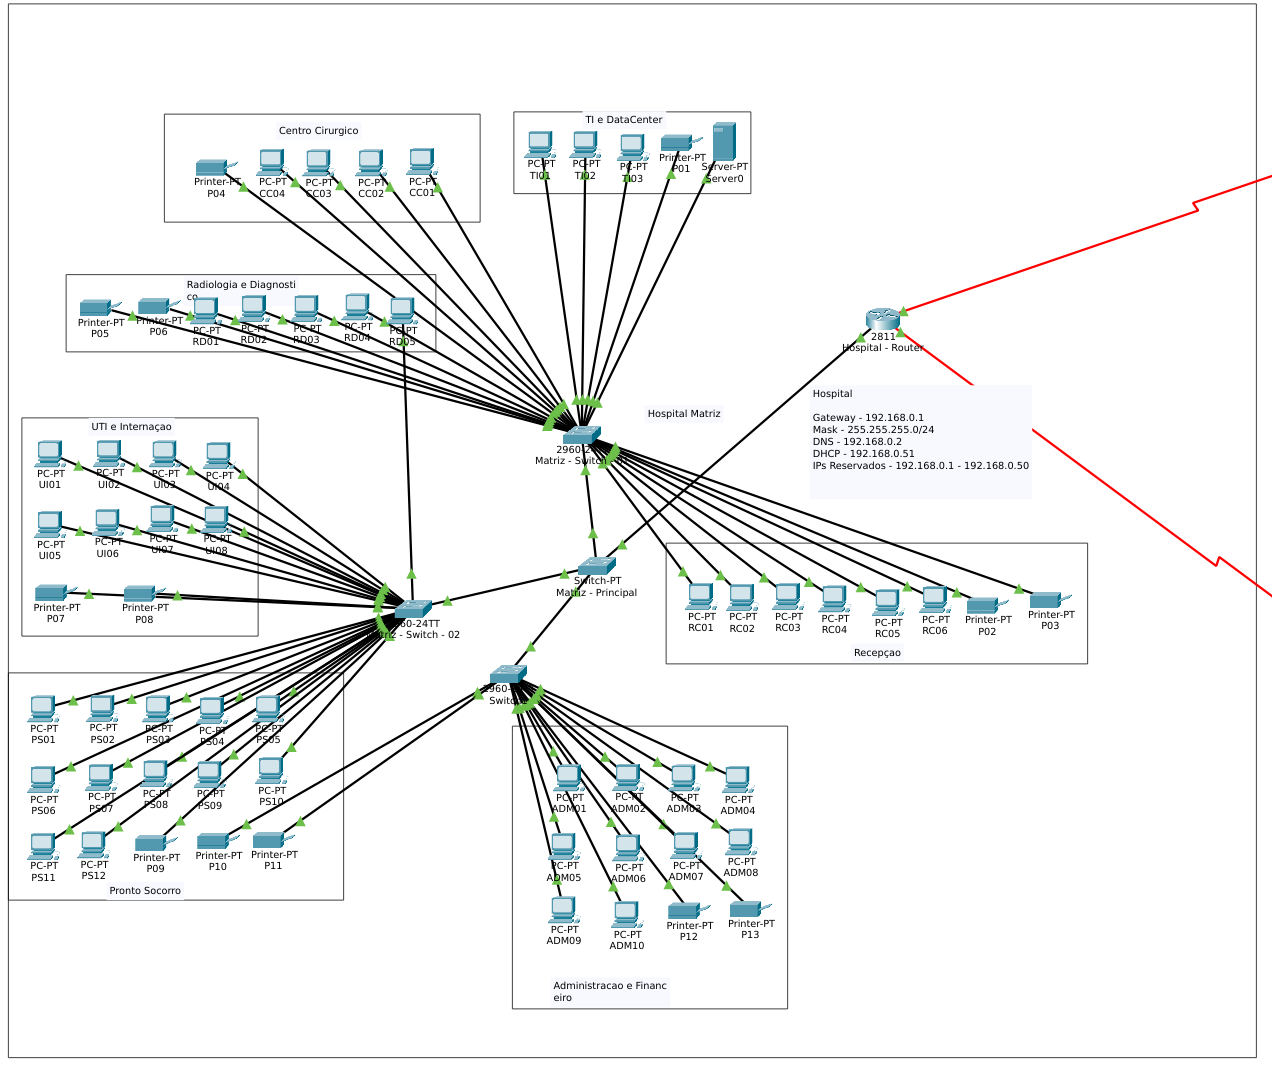 Centro Cirurgico
Printer-PT
P04
PC-PT
CC04
PC-PT
CC03
PC-PT
CC02
PC-PT
CC01
TI e DataCenter
PC-PT
TI01
PC-PT
TI02
PC-PT
TI03
Printer-PT
P01
Server-PT
Server0
Radiologia e Diagnosti
co
Printer-PT
P05
Printer-PT
P06
PC-PT
RD01
PC-PT
RD02
PC-PT
RD03
PC-PT
RD04
PC-PT
RD05
2811
Hospital - Router
Hospital
Gateway - 192.168.0.1
Mask - 255.255.255.0/24
DNS - 192.168.0.2
DHCP - 192.168.0.51
IPs Reservados - 192.168.0.1 - 192.168.0.50
Hospital Matriz
Matriz - Switch
UTI e Internaçao
PC-PT
UI01
PC-PT
UI02
PC-PT
UI03
PC-PT
UI04
PC-PT
UI05
PC-PT
UI06
PC-PT
UI07
PC-PT
UI08
Printer-PT
P07
Printer-PT
P08
Switch-PT
Matriz - Principal
Matriz - Switch - 02
PC-PT
RC01
PC-PT
RC02
PC-PT
RC03
PC-PT
RC04
PC-PT
RC05
PC-PT
RC06
Printer-PT
P02
Printer-PT
P03
Recepçao
PC-PT
PS01
PC-PT
PS02
PC-PT
PS03
PC-PT
PS04
PC-PT
PS05
PC-PT
PS06
PC-PT
PS07
PC-PT
PS08
PC-PT
PS09
PC-PT
PS10
PC-PT
PS11
PC-PT
PS12
Printer-PT
P09
Printer-PT
P10
Printer-PT
P11
Pronto Socorro
PC-PT
ADM01
PC-PT
ADM02
PC-PT
ADM03
PC-PT
ADM04
PC-PT
ADM05
PC-PT
ADM06
PC-PT
ADM07
PC-PT
ADM08
PC-PT
ADM09
PC-PT
ADM10
Printer-PT
P12
Printer-PT
P13
Administracao e Financ
eiro